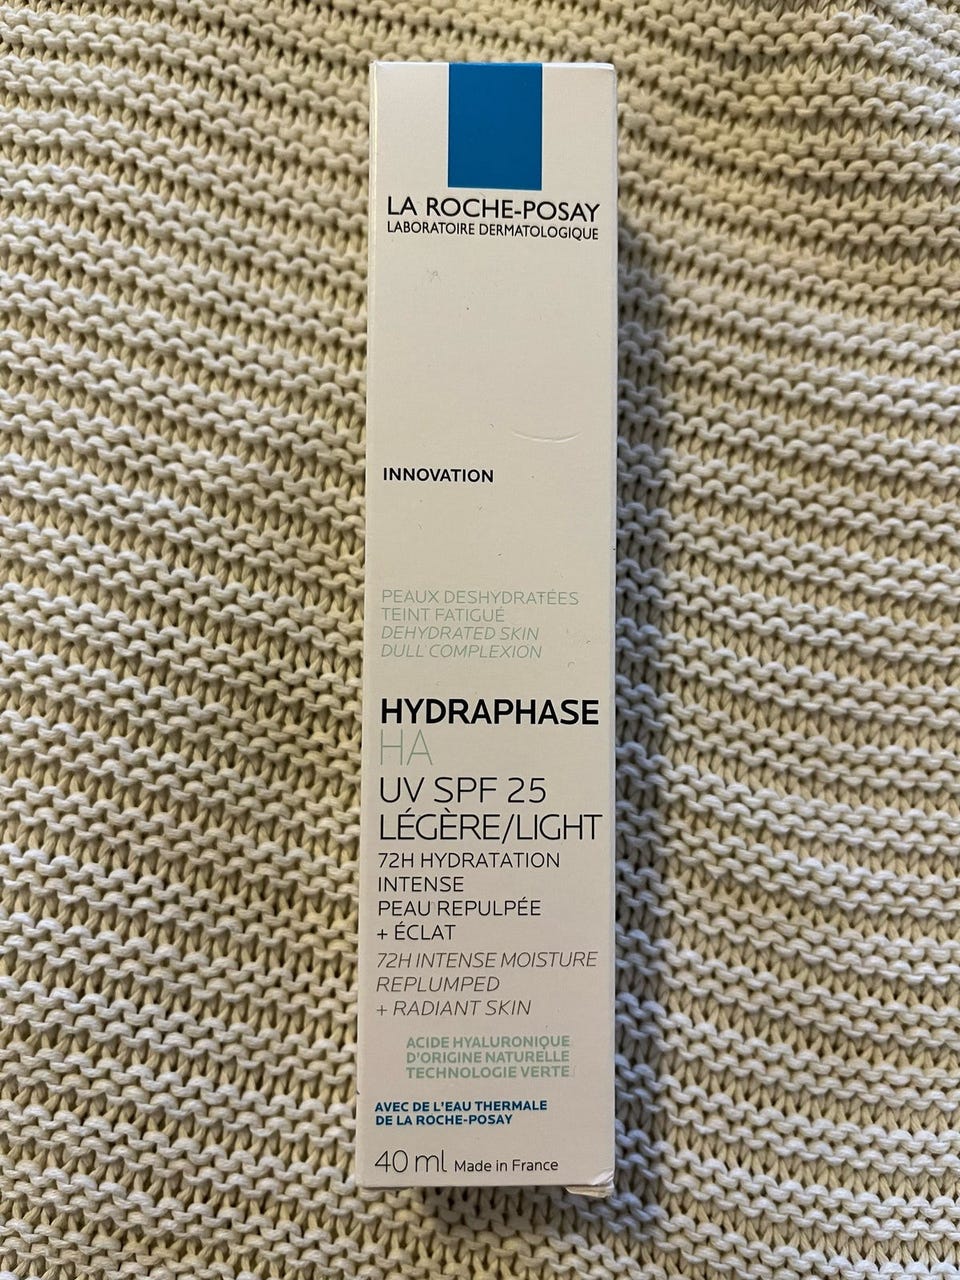 LA ROCHE-POSAY
LABORATOIRE DERMATOLOGIQUE
INNOVATION
PEAUX DESHYDRATÉES
TEINT FATIGUÉ
DEHYDRATED SKIN
DULL COMPLEXION
HYDRAPHASE
HA
UV SPF 25
LÉGÈRE/LIGHT
72H HYDRATATION
INTENSE
PEAU REPULPÉE
+ ÉCLAT
72H INTENSE MOISTURE
REPLUMPED
+ RADIANT SKIN
ACIDE HYALURONIQUE
D'ORIGINE NATURELLE
TECHNOLOGIE VERTE
AVEC DE L'EAU THERMALE
DE LA ROCHE-POSAY
40 ml Made in France